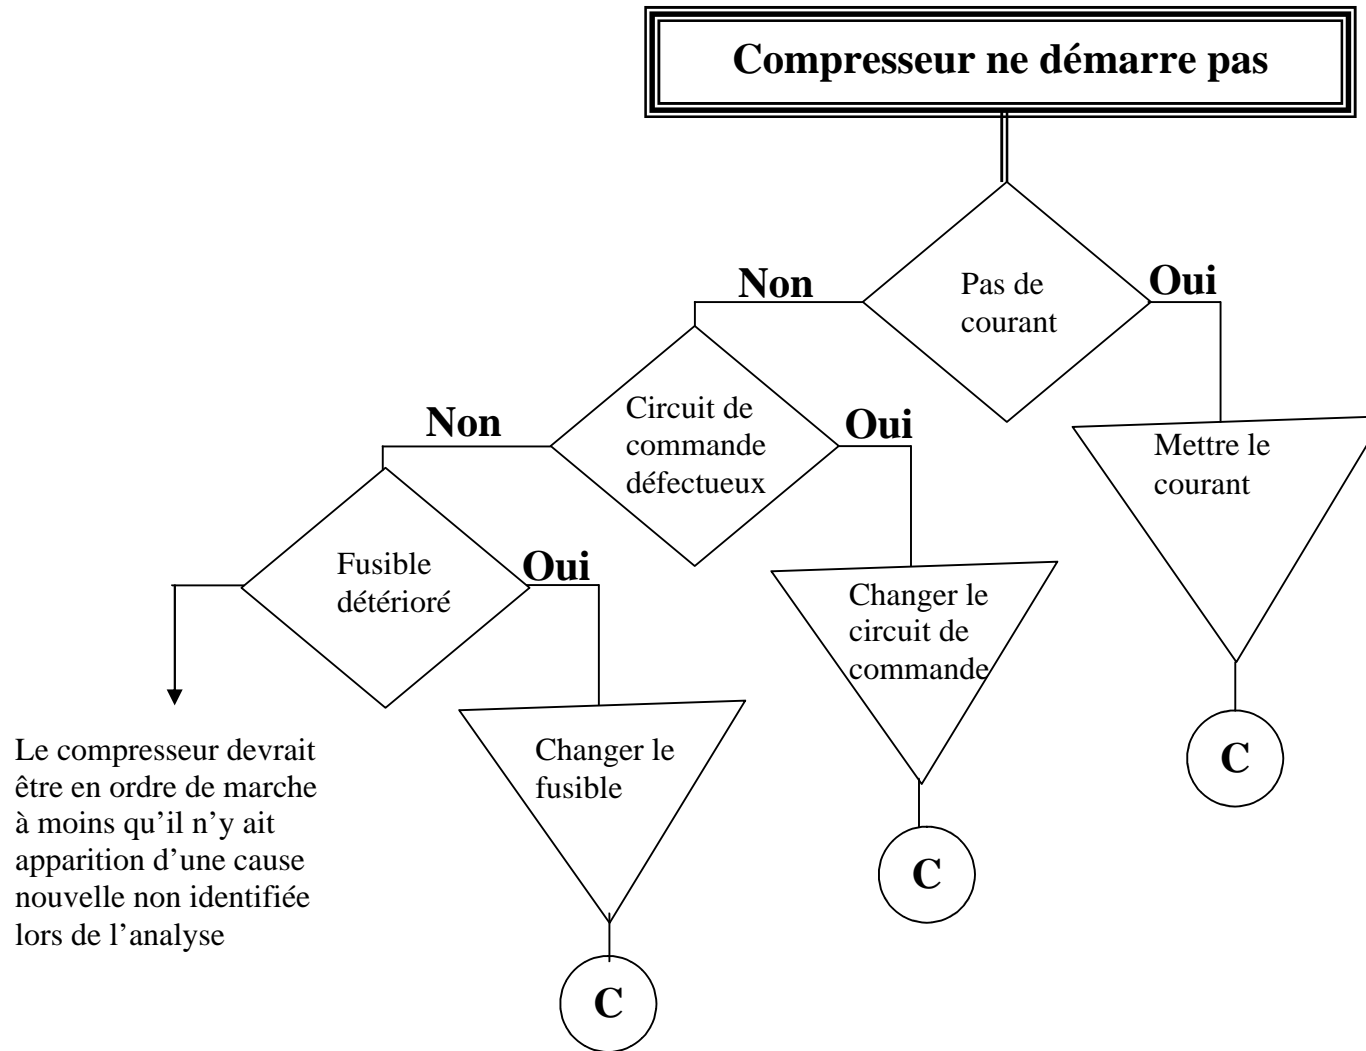 Compresseur ne démarre pas
Non
Pas de
courant
Oui
Non
Circuit de
commande
défectueux
Oui
Mettre le
courant
Fusible
détérioré
Oui
Changer le
circuit de
commande
C
Le compresseur devrait
être en ordre de marche
à moins qu’il n’y ait
apparition d’une cause
nouvelle non identifiée
lors de l’analyse
Changer le
fusible
C
C